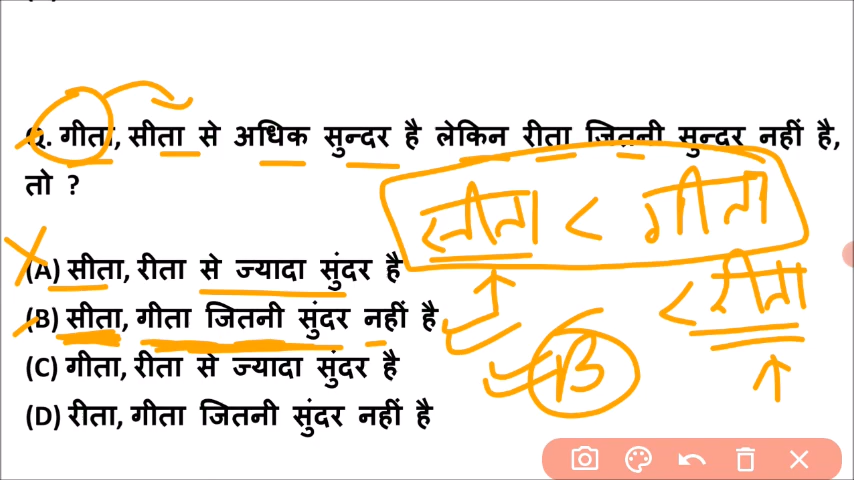 Q. गीता, सीता से अधिक सुन्दर है लेकिन रीता जितनी सुन्दर नहीं है,
तो ?
सीता < गीता
(A) सीता, रीता से ज्यादा सुंदर है
< रीता
(B) सीता, गीता जितनी सुंदर नहीं है
B
(C) गीता, रीता से ज्यादा सुंदर है
(D) रीता, गीता जितनी सुंदर नहीं है